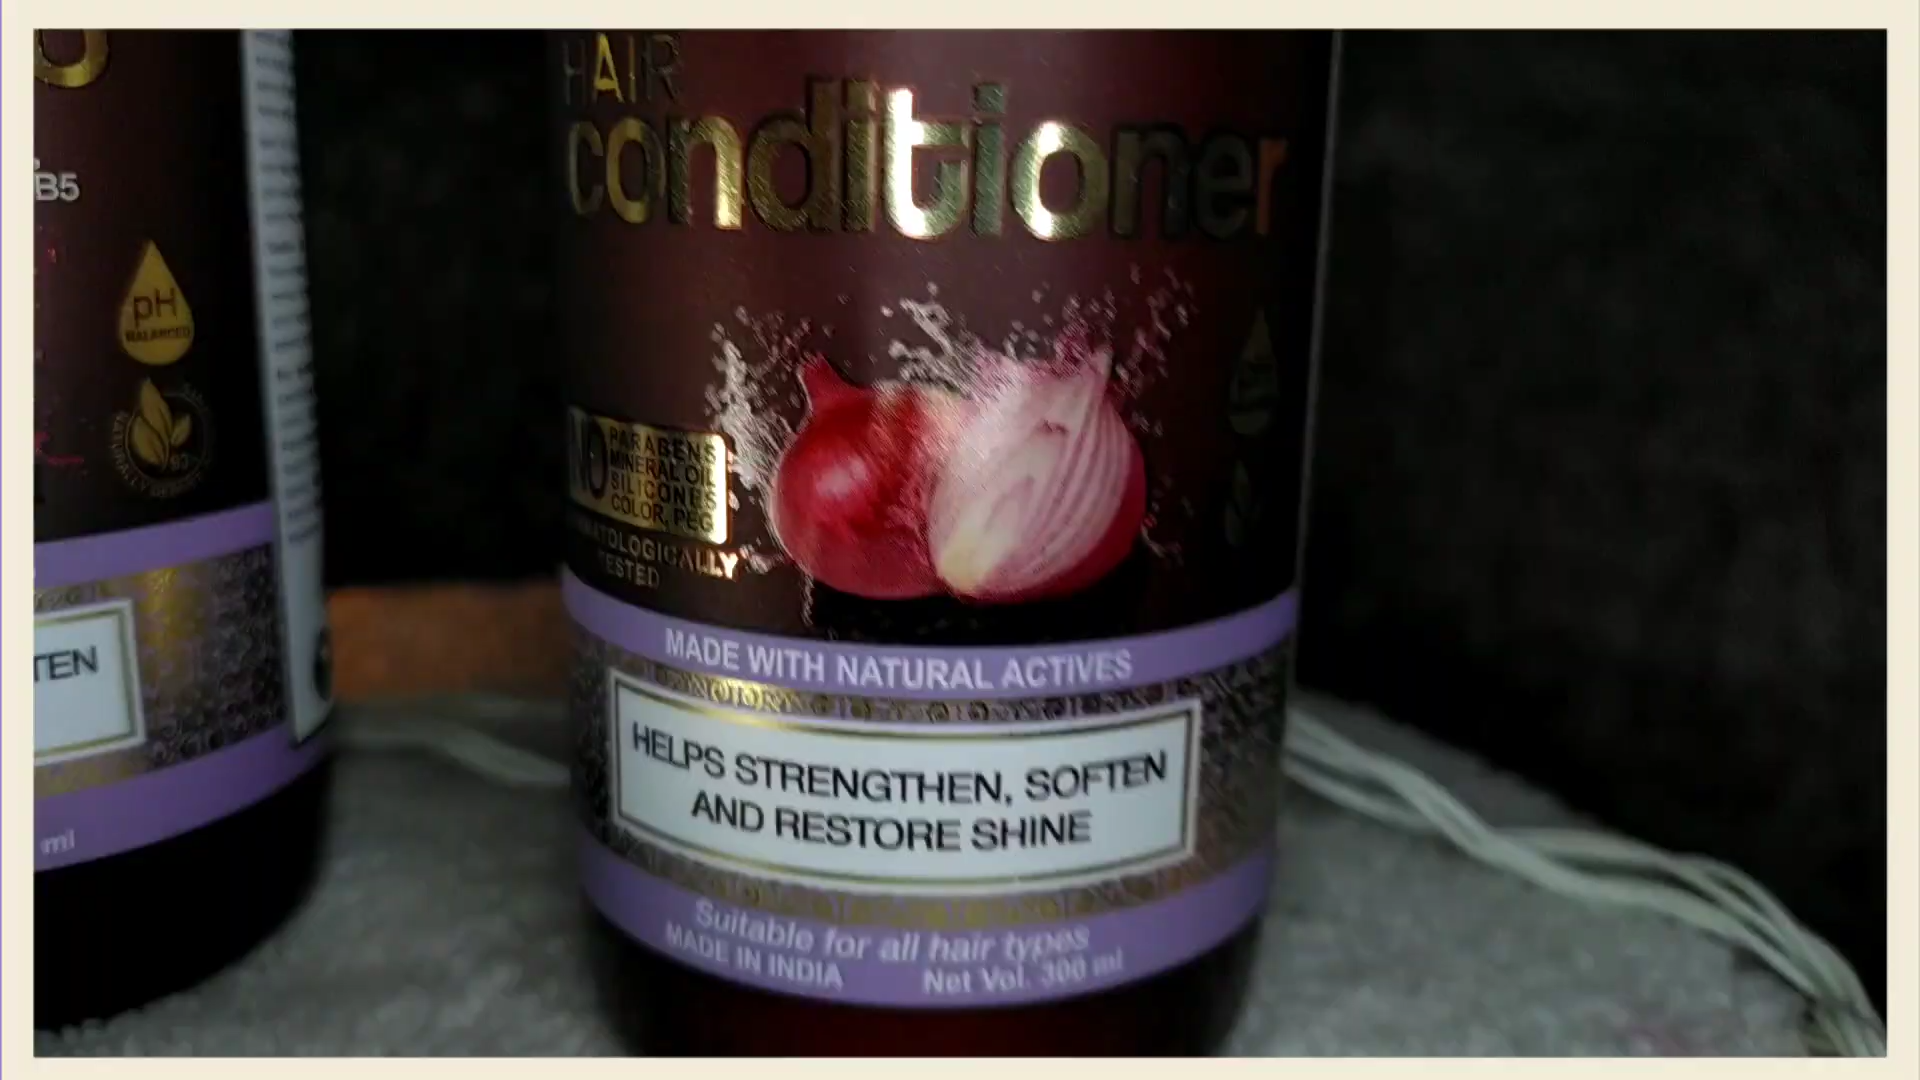 B5
pH
BALANCED
TEN
ml
HAIR
conditioner
NO
PARABENS
MINERAL OIL
SILICONES
COLOR, PEG
TESTED
MADE WITH NATURAL ACTIVES
HELPS STRENGTHEN, SOFTEN
AND RESTORE SHINE
Suitable for all hair types
MADE IN INDIA Net Vol. 300 ml